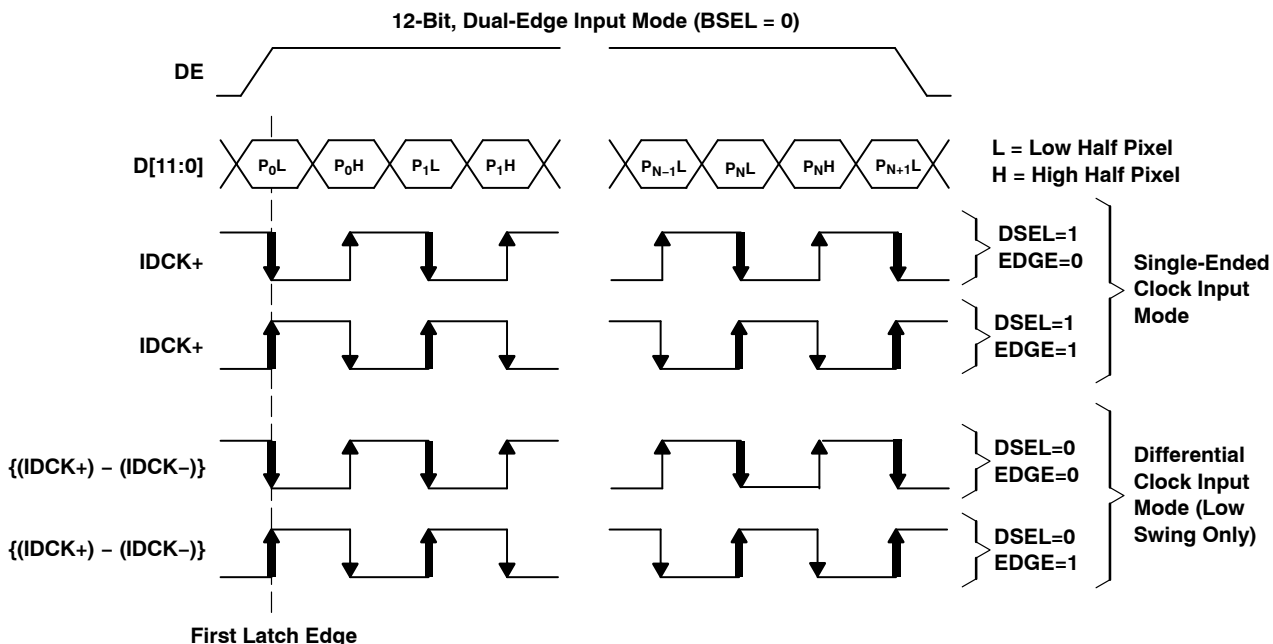 12-Bit, Dual-Edge Input Mode (BSEL = 0)
DE
D[11:0]
P0L P0H P1L P1H PN−1L PNL PNH PN+1L
L = Low Half Pixel
H = High Half Pixel
IDCK+
DSEL=1
EDGE=0
IDCK+
DSEL=1
EDGE=1
Single-Ended
Clock Input
Mode
{(IDCK+) − (IDCK−)}
DSEL=0
EDGE=0
{(IDCK+) − (IDCK−)}
DSEL=0
EDGE=1
Differential
Clock Input
Mode (Low
Swing Only)
First Latch Edge